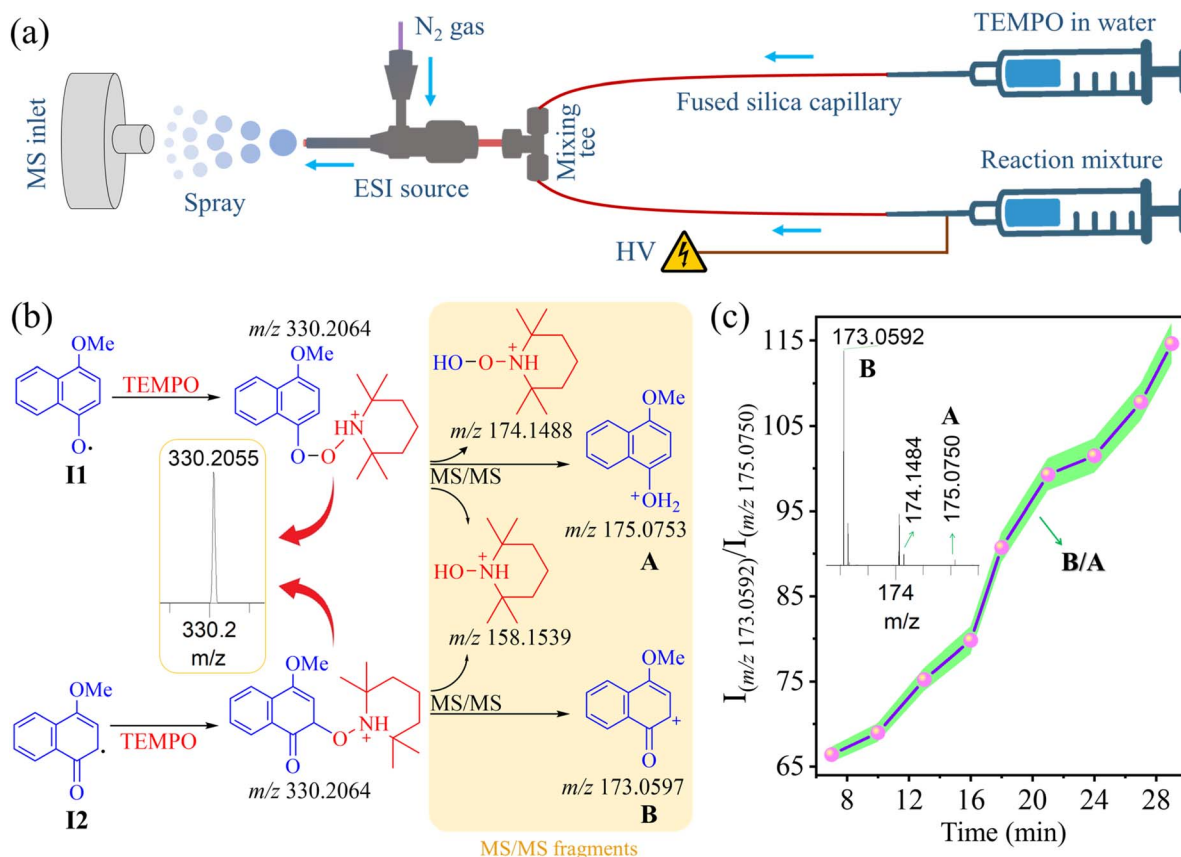 (a)
N₂ gas
TEMPO in water
MS inlet
Fused silica capillary
Mixing
tee
Reaction mixture
Spray
ESI source
HV
(b)
m/z 330.2064
OMe
OMe
TEMPO
O·
I1
HN
+
O-O
HO-O-NH
+
m/z 174.1488
OMe
MS/MS
+OH₂
m/z 175.0753
A
330.2055
330.2
m/z
HO-NH
+
m/z 158.1539
OMe
OMe
OMe
TEMPO
O
I2
O
O
NH
+
m/z 330.2064
MS/MS
+
O
m/z 173.0597
B
MS/MS fragments
(c)
I(m/z 173.0592)/I(m/z 175.0750)
115
105
95
85
75
65
173.0592
B
A
174.1484
175.0750
174
m/z
B/A
8 12 16 20 24 28
Time (min)